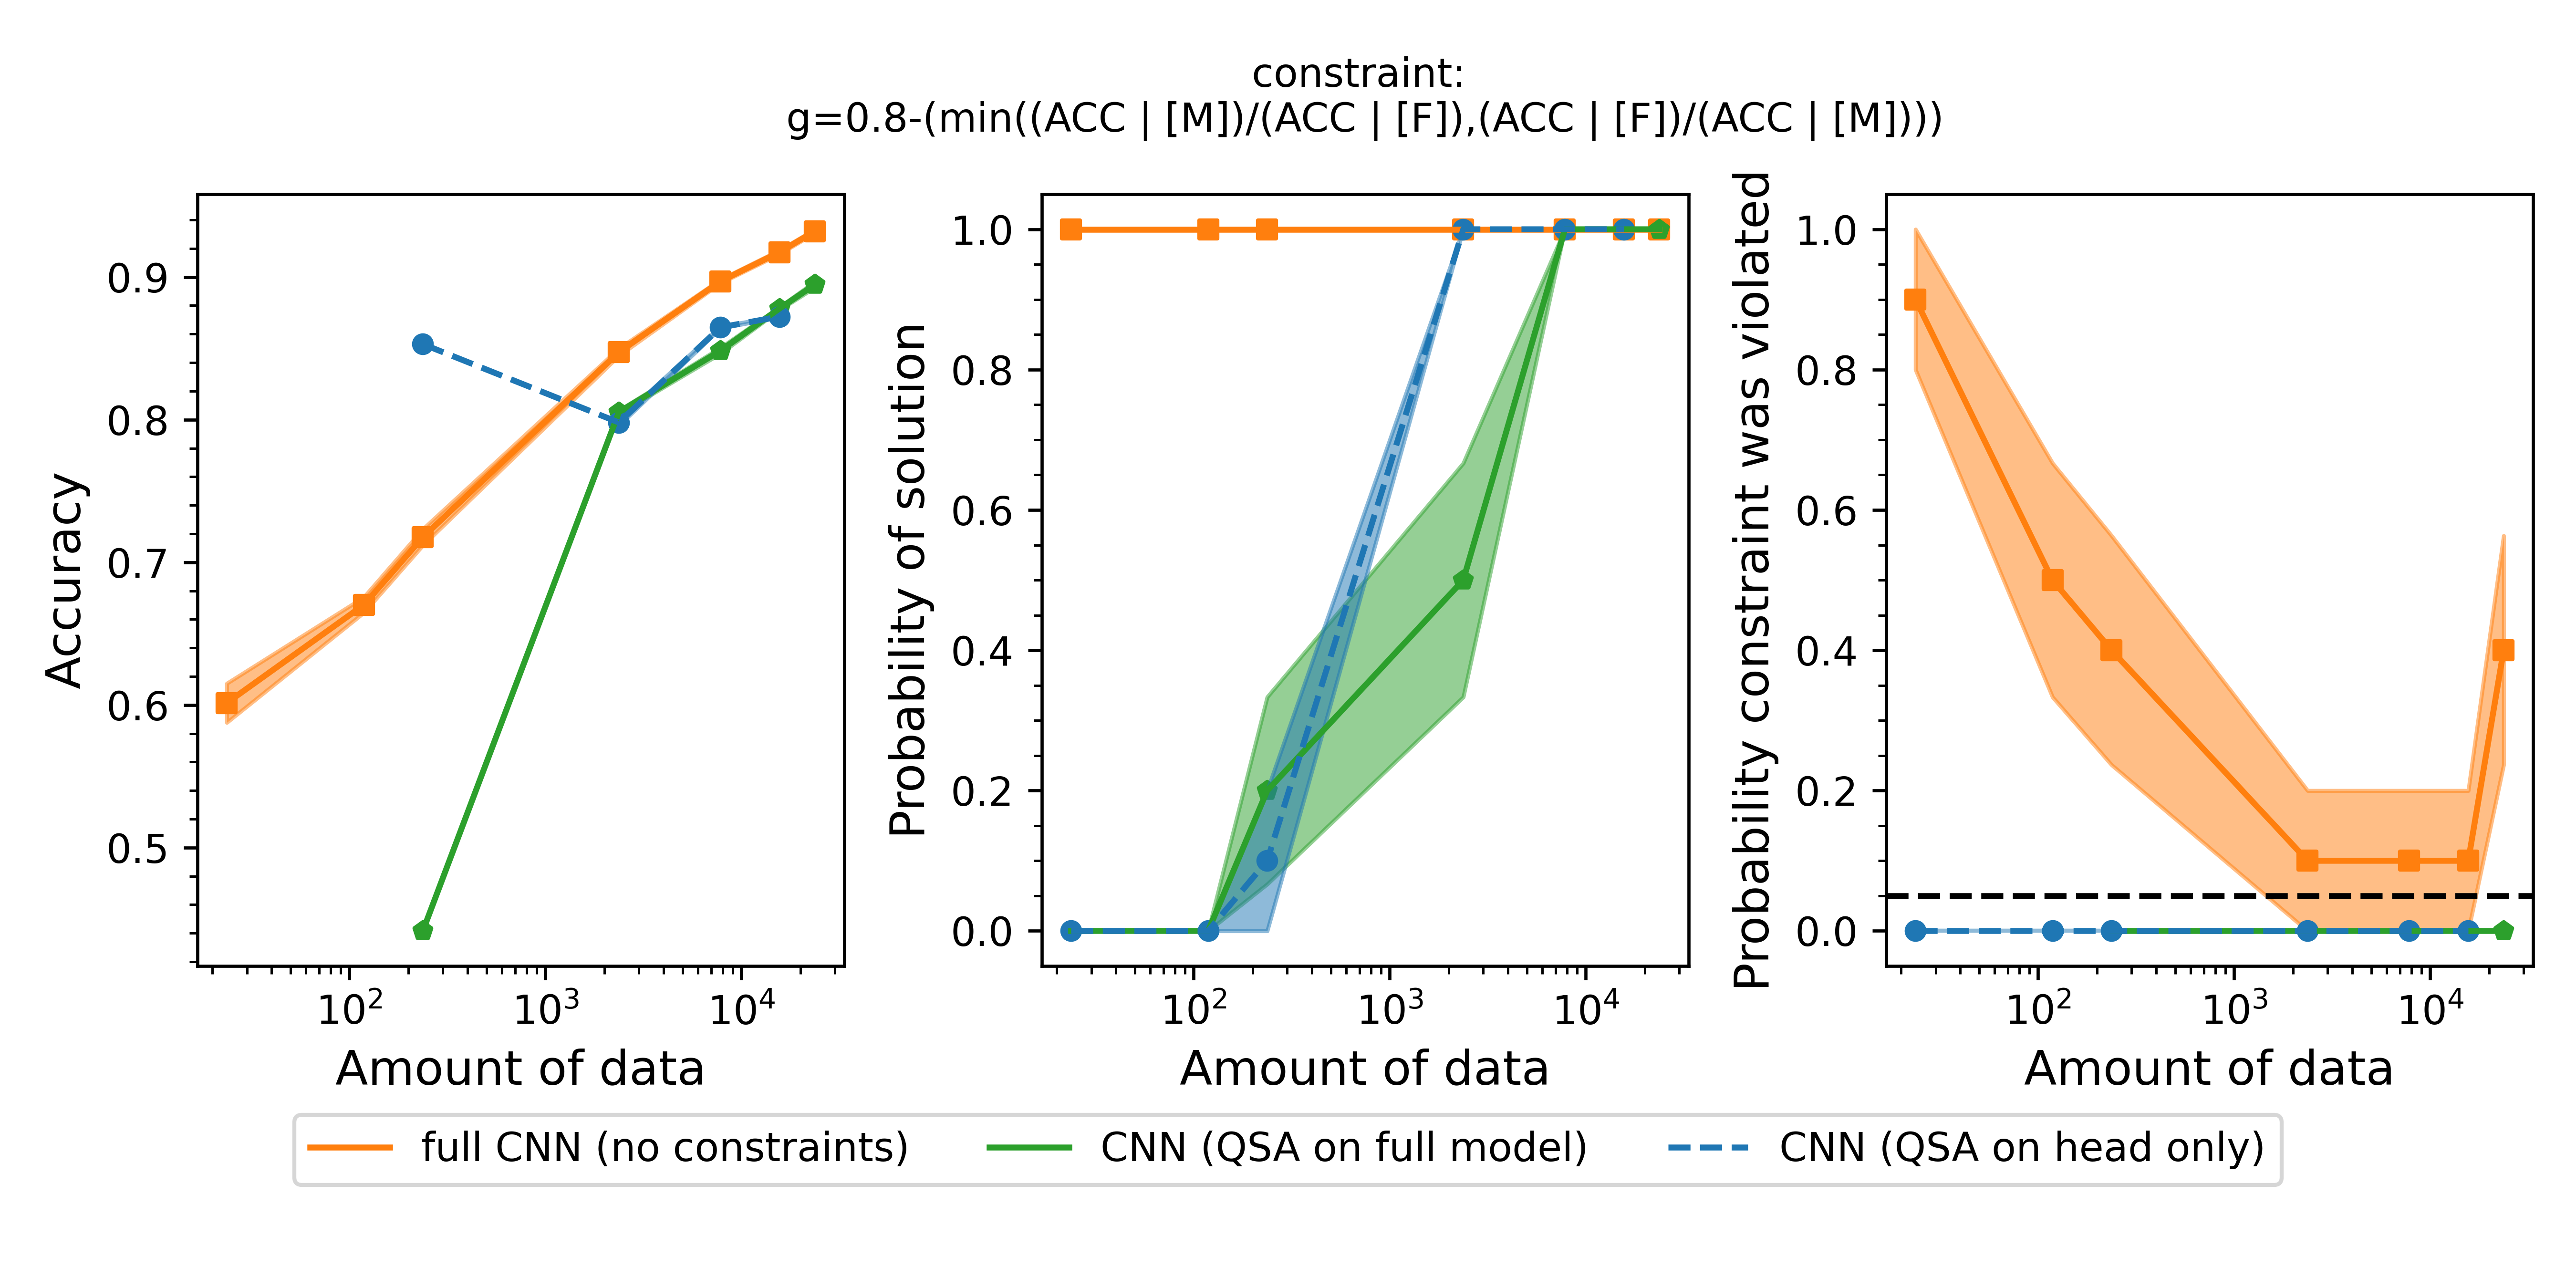 constraint:
g=0.8-(min((ACC | [M])/(ACC | [F]),(ACC | [F])/(ACC | [M])))
Accuracy
0.9
0.8
0.7
0.6
0.5
10²
10³
10⁴
Amount of data
Probability of solution
1.0
0.8
0.6
0.4
0.2
0.0
10²
10³
10⁴
Amount of data
Probability constraint was violated
1.0
0.8
0.6
0.4
0.2
0.0
10²
10³
10⁴
Amount of data
full CNN (no constraints)
CNN (QSA on full model)
CNN (QSA on head only)